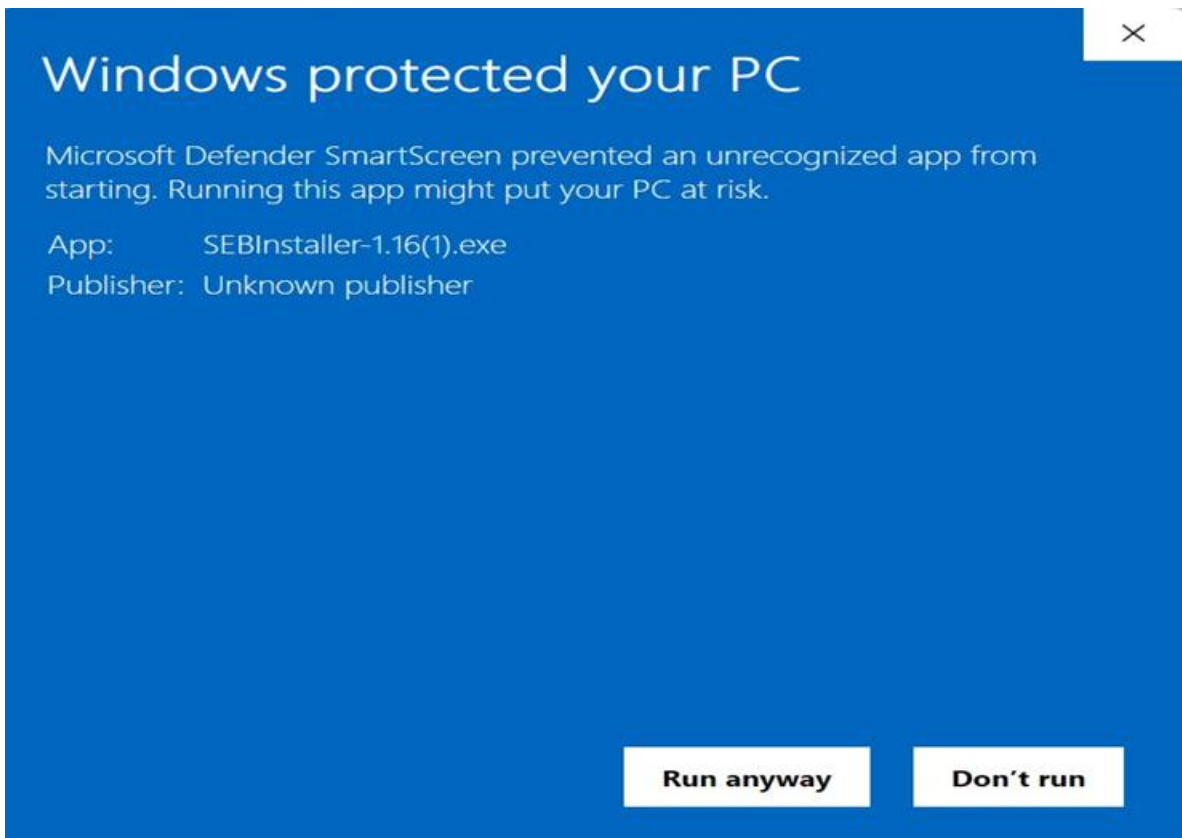 Windows protected your PC
Microsoft Defender SmartScreen prevented an unrecognized app from
starting. Running this app might put your PC at risk.
App: SEBInstaller-1.16(1).exe
Publisher: Unknown publisher
Run anyway Don’t run